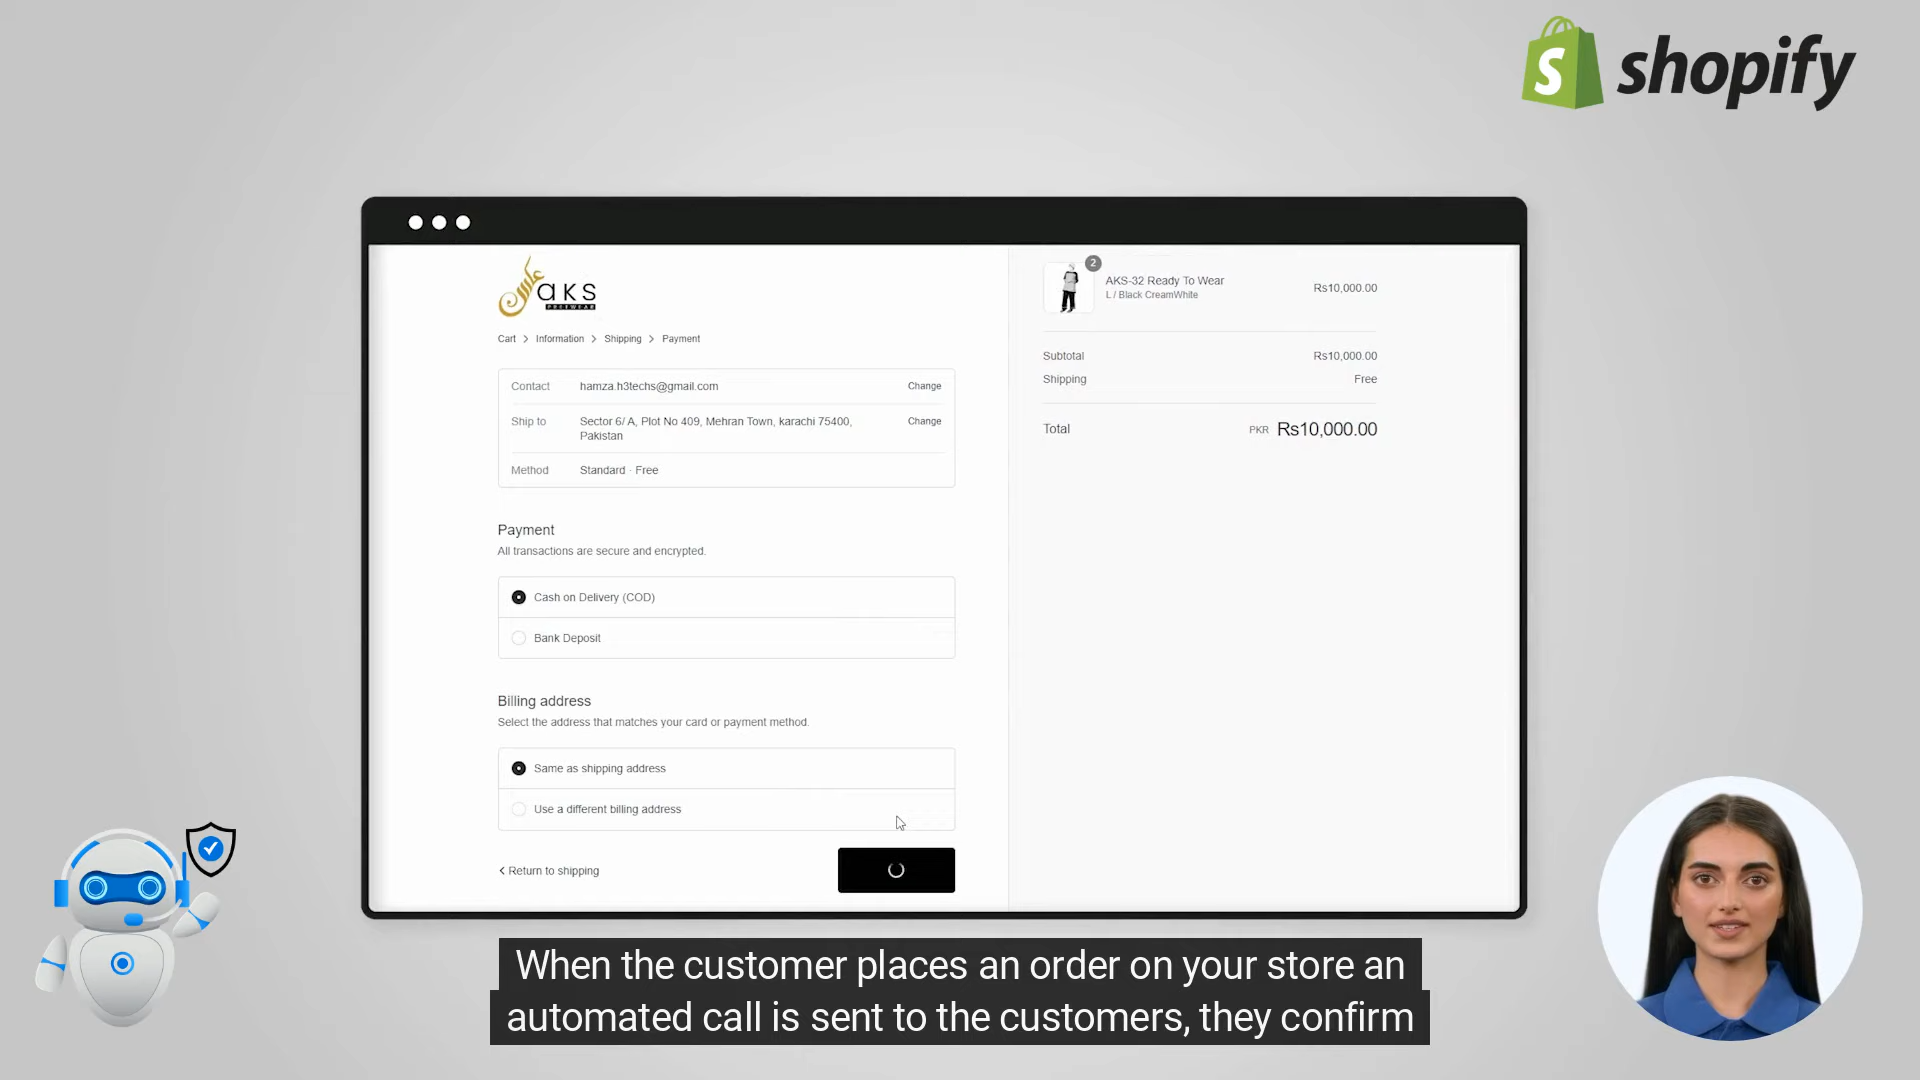 shopify
aks
Cart > Information > Shipping > Payment
Contact hamza.h3techs@gmail.com Change
Ship to Sector 6/ A, Plot No 409, Mehran Town, karachi 75400, Pakistan Change
Method Standard · Free
Payment
All transactions are secure and encrypted.
Cash on Delivery (COD)
Bank Deposit
Billing address
Select the address that matches your card or payment method.
Same as shipping address
Use a different billing address
< Return to shipping
2
AKS-32 Ready To Wear Rs10,000.00
L / Black CreamWhite
Subtotal Rs10,000.00
Shipping Free
Total PKR Rs10,000.00
When the customer places an order on your store an
automated call is sent to the customers, they confirm